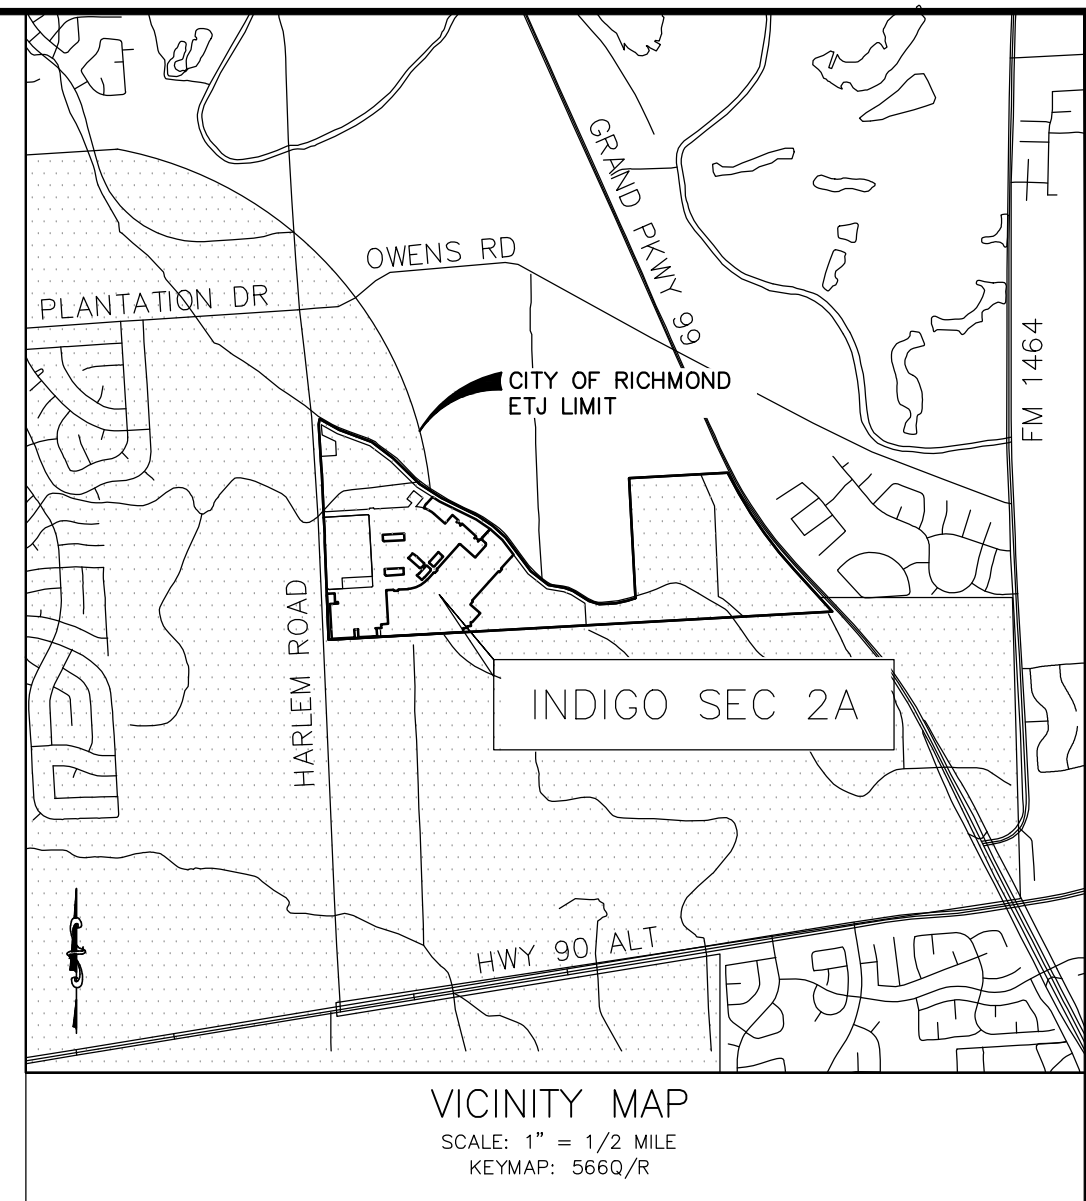 GRAND PKWY 99
OWENS RD
PLANTATION DR
FM 1464
CITY OF RICHMOND
ETJ LIMIT
HARLEM ROAD
INDIGO SEC 2A
HWY 90 ALT
VICINITY MAP
SCALE: 1" = 1/2 MILE
KEYMAP: 566Q/R